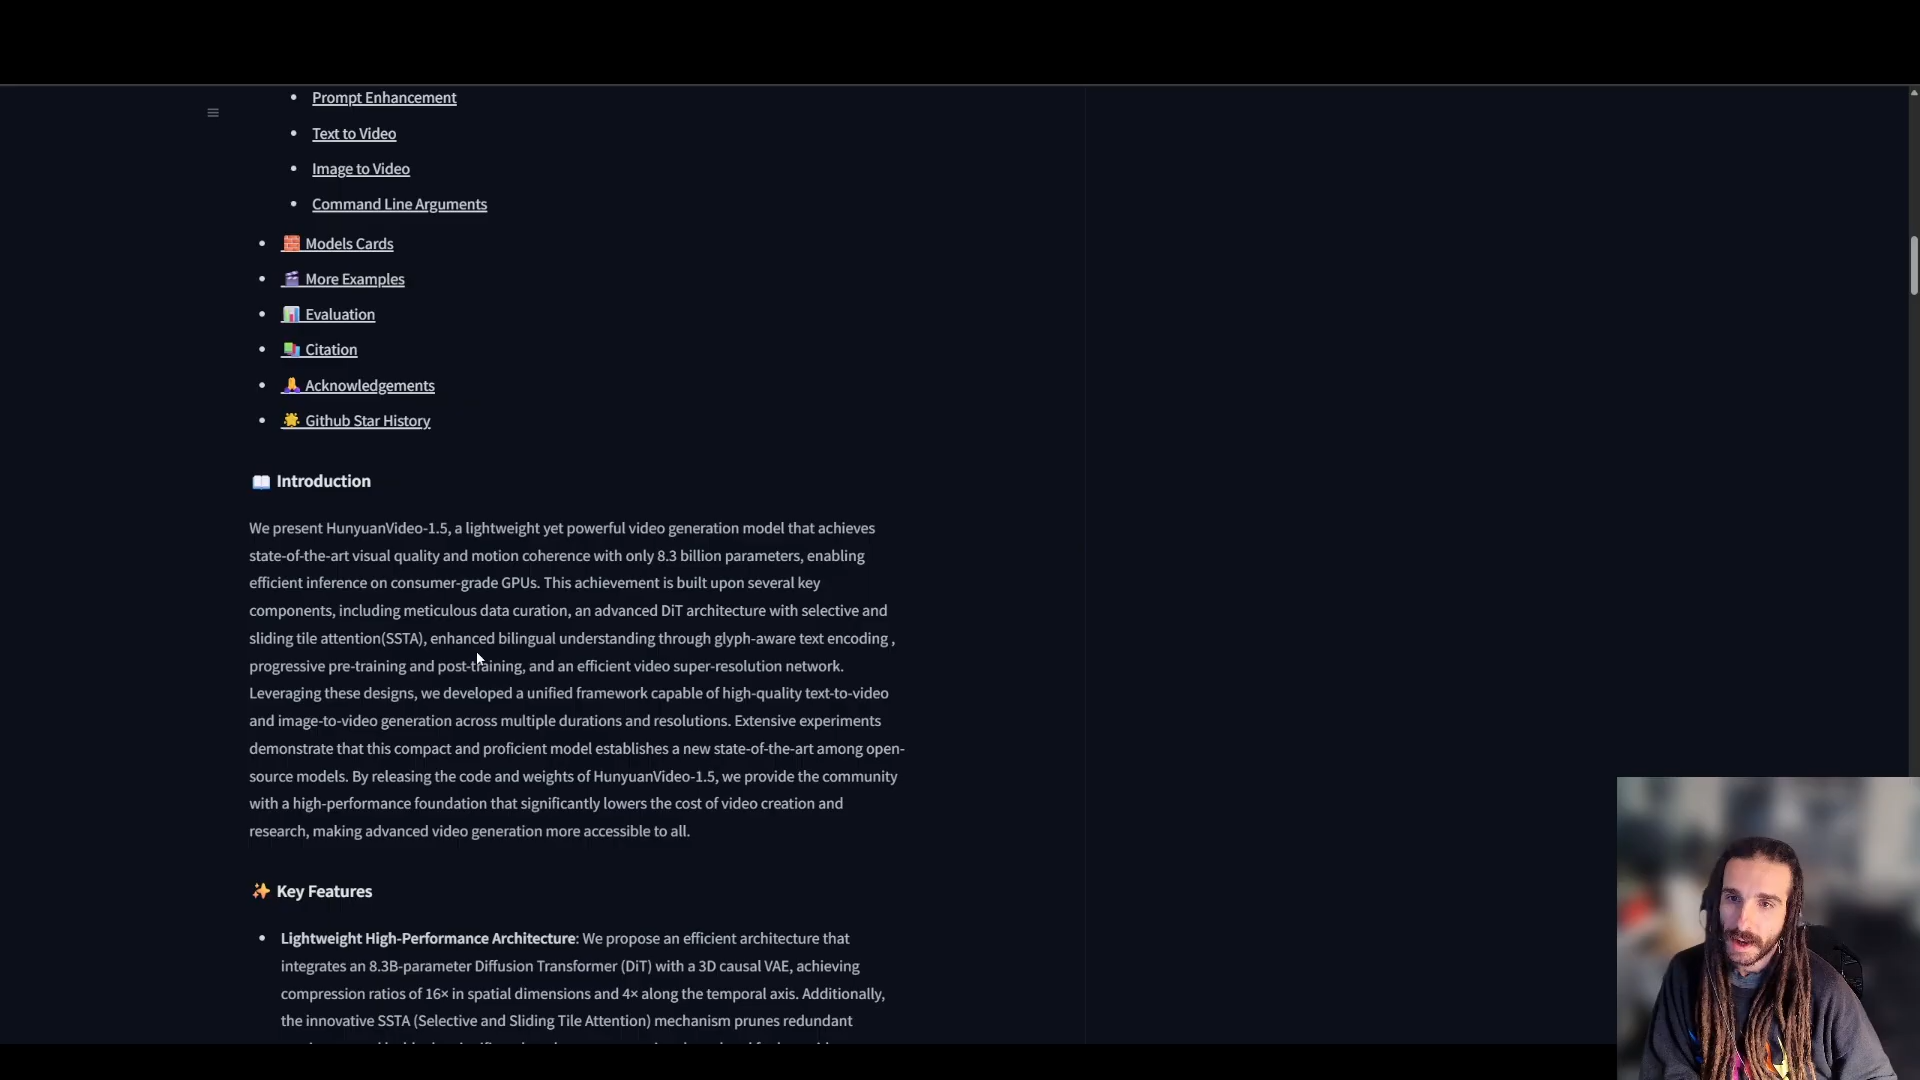 Prompt Enhancement
Text to Video
Image to Video
Command Line Arguments
Models Cards
More Examples
Evaluation
Citation
Acknowledgements
Github Star History
Introduction
We present HunyuanVideo-1.5, a lightweight yet powerful video generation model that achieves
state-of-the-art visual quality and motion coherence with only 8.3 billion parameters, enabling
efficient inference on consumer-grade GPUs. This achievement is built upon several key
components, including meticulous data curation, an advanced DiT architecture with selective and
sliding tile attention(SSTA), enhanced bilingual understanding through glyph-aware text encoding ,
progressive pre-training and post-training, and an efficient video super-resolution network.
Leveraging these designs, we developed a unified framework capable of high-quality text-to-video
and image-to-video generation across multiple durations and resolutions. Extensive experiments
demonstrate that this compact and proficient model establishes a new state-of-the-art among open-
source models. By releasing the code and weights of HunyuanVideo-1.5, we provide the community
with a high-performance foundation that significantly lowers the cost of video creation and
research, making advanced video generation more accessible to all.
Key Features
Lightweight High-Performance Architecture: We propose an efficient architecture that
integrates an 8.3B-parameter Diffusion Transformer (DiT) with a 3D causal VAE, achieving
compression ratios of 16× in spatial dimensions and 4× along the temporal axis. Additionally,
the innovative SSTA (Selective and Sliding Tile Attention) mechanism prunes redundant